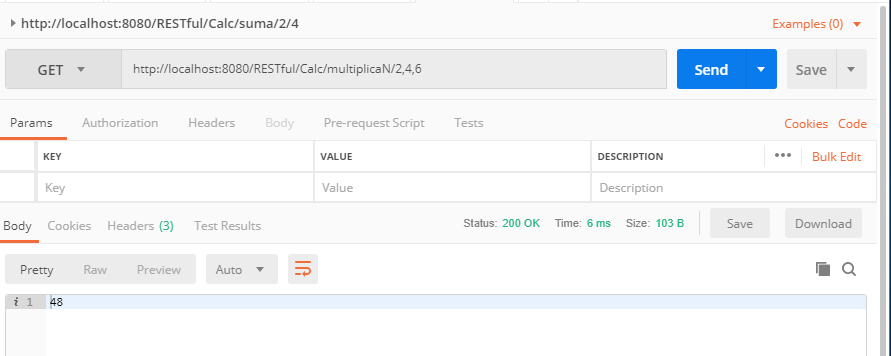 http://localhost:8080/RESTful/Calc/suma/2/4 Examples (0)
GET http://localhost:8080/RESTful/Calc/multiplicaN/2,4,6 Send Save
Params Authorization Headers Body Pre-request Script Tests Cookies Code
KEY VALUE DESCRIPTION ••• Bulk Edit
Key Value Description
Body Cookies Headers (3) Test Results Status: 200 OK Time: 6 ms Size: 103 B Save Download
Pretty Raw Preview Auto
i 1 48